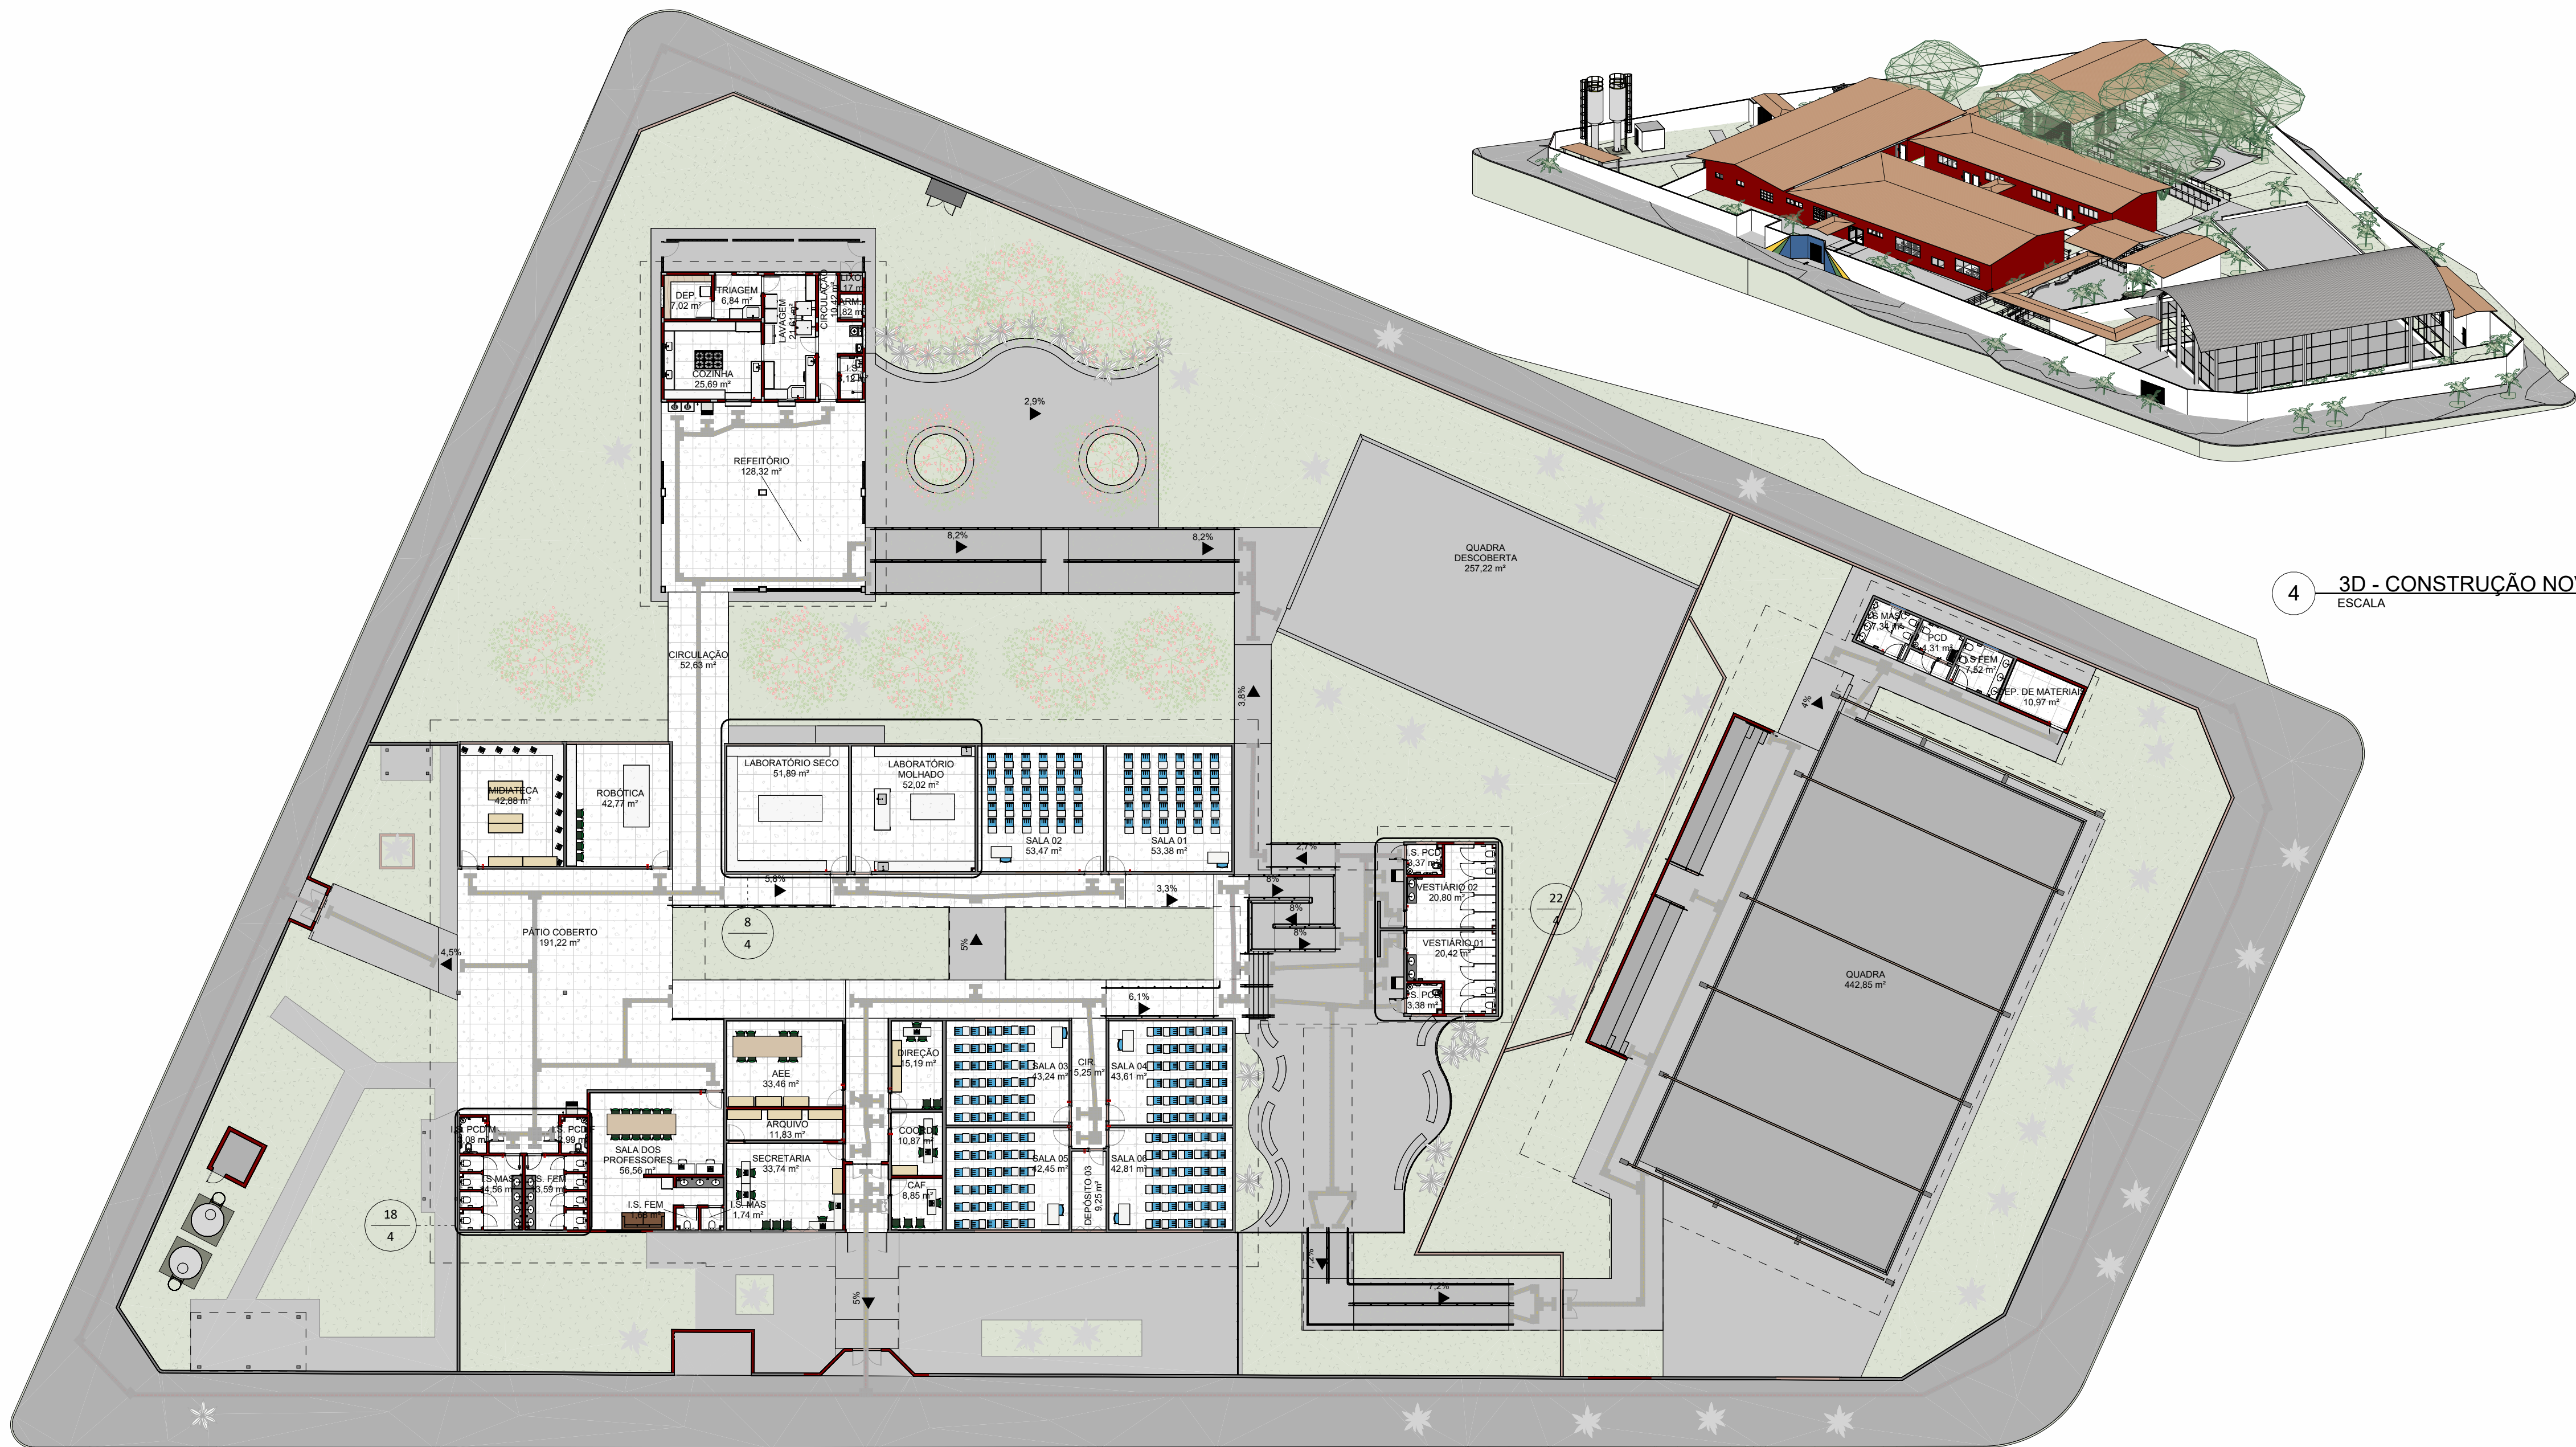 DEP.
7,02 m²
TRIAGEM
6,84 m²
LAVAGEM
21,61 m²
CIRCULAÇÃO
10,42 m²
LIXO
ARM.
COZINHA
25,69 m²
I.S.
2,9%
REFEITÓRIO
128,32 m²
8,2%
8,2%
QUADRA
DESCOBERTA
257,22 m²
4
3D - CONSTRUÇÃO NO
ESCALA
7,34 m²
PCD
4,31 m²
I.S FEM
7,52 m²
10,97 m²
CIRCULAÇÃO
52,63 m²
3,8%
4%
MIDIATECA
42,88 m²
ROBÓTICA
42,77 m²
LABORATÓRIO SECO
51,89 m²
LABORATÓRIO
MOLHADO
52,02 m²
SALA 02
53,47 m²
SALA 01
53,38 m²
2,7%
I.S. PCD
3,37 m²
VESTIÁRIO 02
20,80 m²
5,8%
3,3%
8%
8%
8%
22
4
8
4
PÁTIO COBERTO
191,22 m²
4,5%
5%
VESTIÁRIO 01
20,42 m²
3,38 m²
QUADRA
442,85 m²
6,1%
AEE
33,46 m²
DIREÇÃO
15,19 m²
SALA 03
43,24 m²
CIR.
SALA 04
43,61 m²
ARQUIVO
11,83 m²
COORD.
10,87 m²
SALA DOS
PROFESSORES
56,56 m²
SECRETARIA
33,74 m²
SALA 05
42,45 m²
SALA 06
42,81 m²
CAF.
8,85 m²
DEPÓSITO 03
9,25 m²
I.S. FEM
I.S. MAS
1,74 m²
18
4
7,2%
7,2%
5%